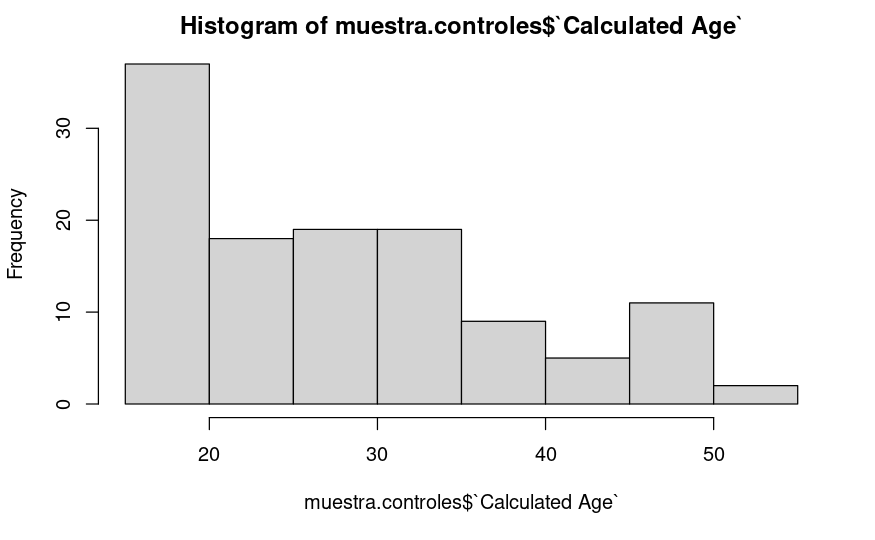 Histogram of muestra.controles$`Calculated Age`
Frequency
30
20
10
0
20 30 40 50
muestra.controles$`Calculated Age`